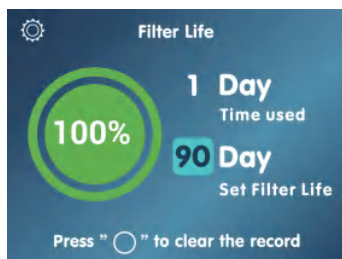 Filter Life
1 Day
Time used
100%
90 Day
Set Filter Life
Press " ◯ " to clear the record